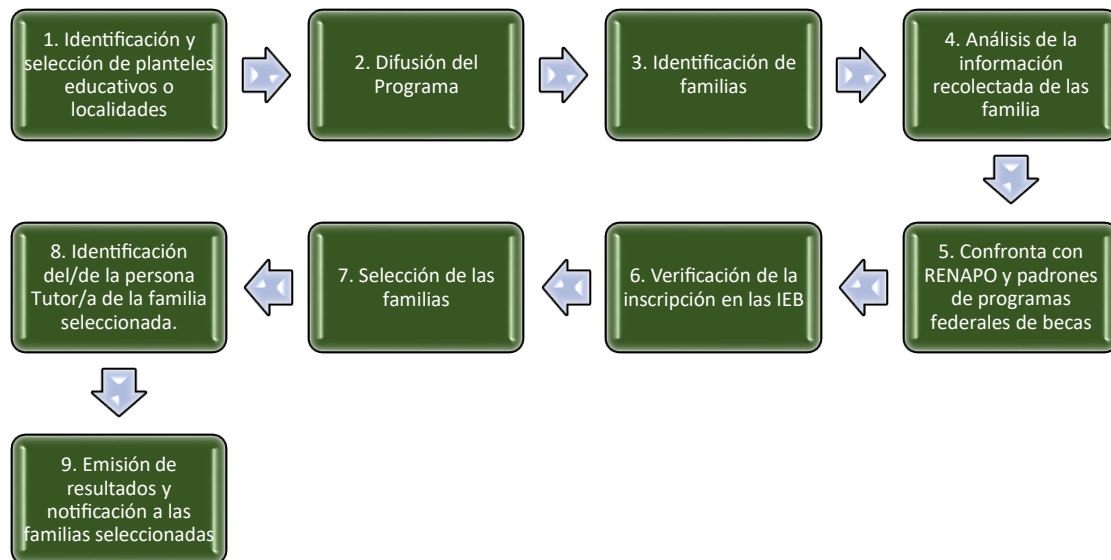 1. Identificación y
selección de planteles
educativos o
localidades
2. Difusión del
Programa
3. Identificación de
familias
4. Análisis de la
información
recolectada de las
familia
8. Identificación
del/de la persona
Tutor/a de la familia
seleccionada.
7. Selección de las
familias
6. Verificación de la
inscripción en las IEB
5. Confronta con
RENAPO y padrones
de programas
federales de becas
9. Emisión de
resultados y
notificación a las
familias seleccionadas